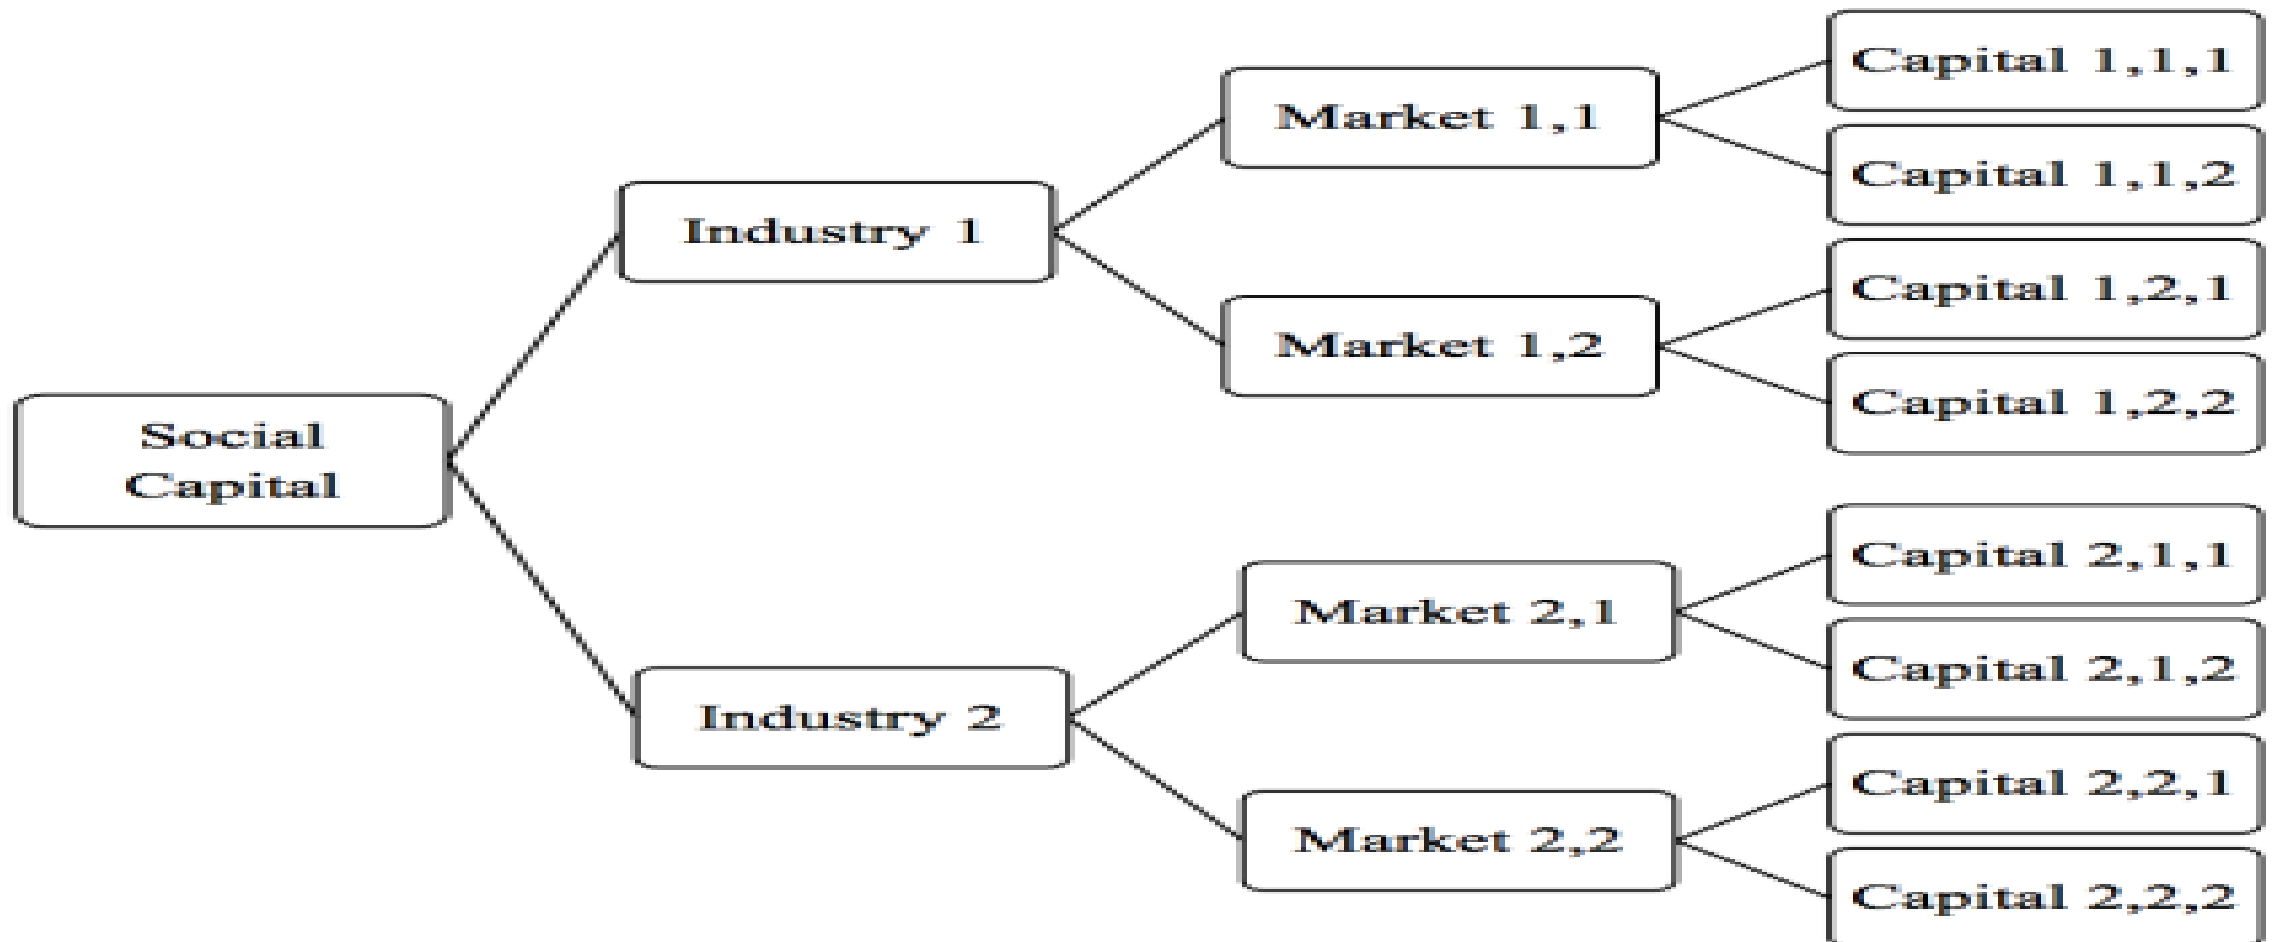 Social
Capital
Industry 1
Industry 2
Market 1,1
Market 1,2
Market 2,1
Market 2,2
Capital 1,1,1
Capital 1,1,2
Capital 1,2,1
Capital 1,2,2
Capital 2,1,1
Capital 2,1,2
Capital 2,2,1
Capital 2,2,2